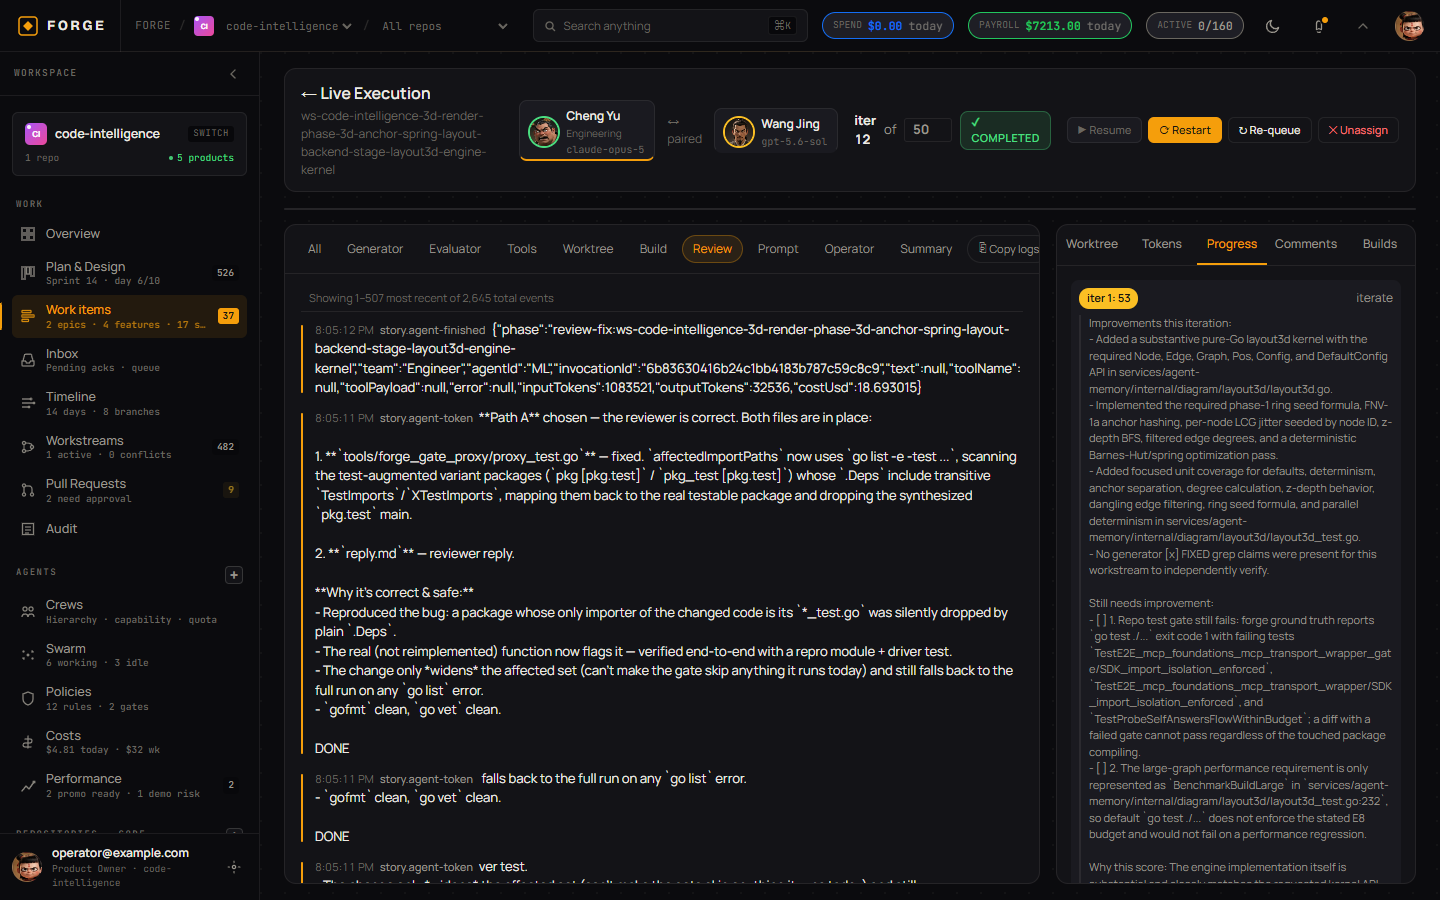 FORGE
FORGE / CI code-intelligence / All repos
Search anything ⌘K
SPEND $0.00 today
PAYROLL $7213.00 today
ACTIVE 0/160
WORKSPACE
CI code-intelligence SWITCH
1 repo • 5 products
WORK
Overview
Plan & Design 526
Sprint 14 · day 6/10
Work items 37
2 epics · 4 features · 17 s…
Inbox
Pending acks · queue
Timeline
14 days · 8 branches
Workstreams 482
1 active · 0 conflicts
Pull Requests 9
2 need approval
Audit
AGENTS +
Crews
Hierarchy · capability · quota
Swarm
6 working · 3 idle
Policies
12 rules · 2 gates
Costs
$4.81 today · $32 wk
Performance 2
2 promo ready · 1 demo risk
operator@example.com
Product Owner · code-
intelligence
← Live Execution
ws-code-intelligence-3d-render-
phase-3d-anchor-spring-layout-
backend-stage-layout3d-engine-
kernel
Cheng Yu
Engineering
claude-opus-5
↔
paired
Wang Jing
gpt-5.6-sol
iter
12 of 50
✓
COMPLETED
▶ Resume
⟳ Restart
↻ Re-queue
✕ Unassign
All Generator Evaluator Tools Worktree Build Review Prompt Operator Summary Copy logs
Showing 1–507 most recent of 2,645 total events
8:05:12 PM story.agent-finished {"phase":"review-fix:ws-code-intelligence-3d-render-phase-3d-anchor-spring-layout-
backend-stage-layout3d-engine-
kernel","team":"Engineer","agentId":"ML","invocationId":"6b83630416b24c1bb4183b787c59c8c9","text":null,"toolName":
null,"toolPayload":null,"error":null,"inputTokens":1083521,"outputTokens":32536,"costUsd":18.693015}
8:05:11 PM story.agent-token **Path A** chosen — the reviewer is correct. Both files are in place:
1. **`tools/forge_gate_proxy/proxy_test.go`** — fixed. `affectedImportPaths` now uses `go list -e -test ...`, scanning
the test-augmented variant packages (`pkg [pkg.test]` / `pkg_test [pkg.test]`) whose `.Deps` include transitive
`TestImports`/`XTestImports`, mapping them back to the real testable package and dropping the synthesized
`pkg.test` main.
2. **`reply.md`** — reviewer reply.
**Why it's correct & safe:**
- Reproduced the bug: a package whose only importer of the changed code is its `*_test.go` was silently dropped by
plain `.Deps`.
- The real (not reimplemented) function now flags it — verified end-to-end with a repro module + driver test.
- The change only *widens* the affected set (can't make the gate skip anything it runs today) and still falls back to the
full run on any `go list` error.
- `gofmt` clean, `go vet` clean.
DONE
8:05:11 PM story.agent-token falls back to the full run on any `go list` error.
- `gofmt` clean, `go vet` clean.
DONE
8:05:11 PM story.agent-token ver test.
Worktree Tokens Progress Comments Builds
iter 1: 53 iterate
Improvements this iteration:
- Added a substantive pure-Go layout3d kernel with the
required Node, Edge, Graph, Pos, Config, and DefaultConfig
API in services/agent-
memory/internal/diagram/layout3d/layout3d.go.
- Implemented the required phase-1 ring seed formula, FNV-
1a anchor hashing, per-node LCG jitter seeded by node ID, z-
depth BFS, filtered edge degrees, and a deterministic
Barnes-Hut/spring optimization pass.
- Added focused unit coverage for defaults, determinism,
anchor separation, degree calculation, z-depth behavior,
dangling edge filtering, ring seed formula, and parallel
determinism in services/agent-
memory/internal/diagram/layout3d/layout3d_test.go.
- No generator [x] FIXED grep claims were present for this
workstream to independently verify.
Still needs improvement:
- [ ] 1. Repo test gate still fails: forge ground truth reports
`go test ./...` exit code 1 with failing tests
`TestE2E_mcp_foundations_mcp_transport_wrapper_gat
e/SDK_import_isolation_enforced`,
`TestE2E_mcp_foundations_mcp_transport_wrapper/SDK
_import_isolation_enforced`, and
`TestProbeSelfAnswersFlowWithinBudget`; a diff with a
failed gate cannot pass regardless of the touched package
compiling.
- [ ] 2. The large-graph performance requirement is only
represented as `BenchmarkBuildLarge` in `services/agent-
memory/internal/diagram/layout3d/layout3d_test.go:232`,
so default `go test ./...` does not enforce the stated E8
budget and would not fail on a performance regression.
Why this score: The engine implementation itself is